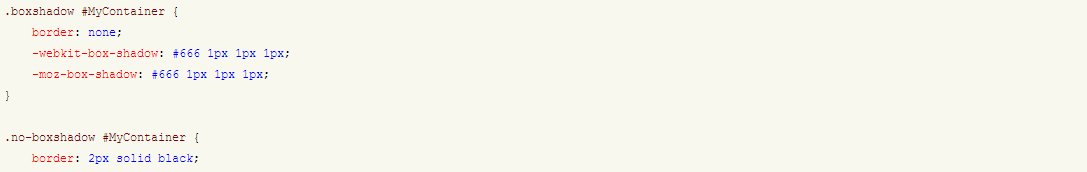 .boxshadow #MyContainer {
    border: none;
    -webkit-box-shadow: #666 1px 1px 1px;
    -moz-box-shadow: #666 1px 1px 1px;
}

.no-boxshadow #MyContainer {
    border: 2px solid black;